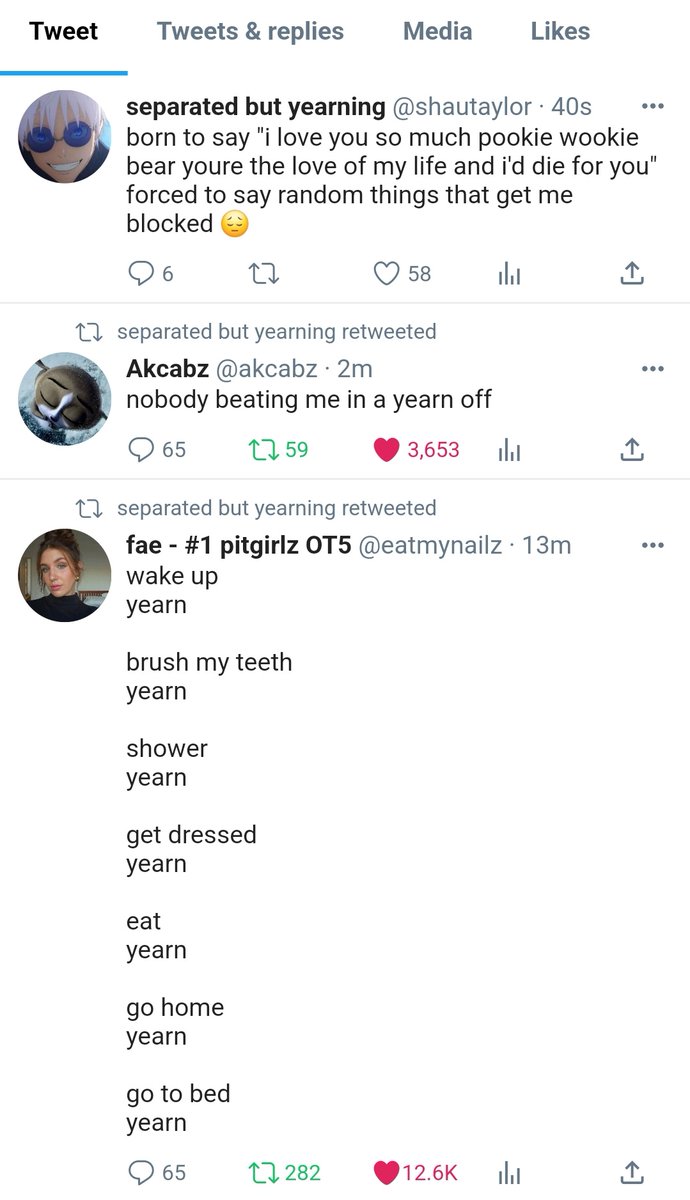 Tweet Tweets & replies Media Likes
separated but yearning @shautaylor · 40s
born to say "i love you so much pookie wookie
bear youre the love of my life and i'd die for you"
forced to say random things that get me
blocked 😔
6 58
separated but yearning retweeted
Akcabz @akcabz · 2m
nobody beating me in a yearn off
65 59 3,653
separated but yearning retweeted
fae - #1 pitgirlz OT5 @eatmynailz · 13m
wake up
yearn
brush my teeth
yearn
shower
yearn
get dressed
yearn
eat
yearn
go home
yearn
go to bed
yearn
65 282 12.6K